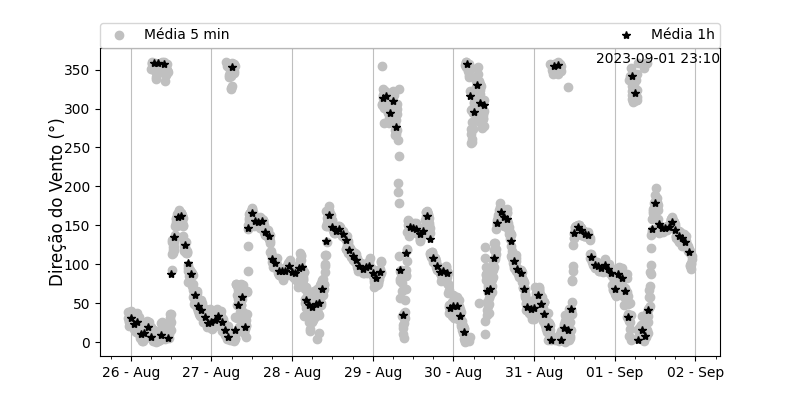 Média 5 min
Média 1h
2023-09-01 23:10
Direção do Vento (°)
350
300
250
200
150
100
50
0
26 - Aug
27 - Aug
28 - Aug
29 - Aug
30 - Aug
31 - Aug
01 - Sep
02 - Sep